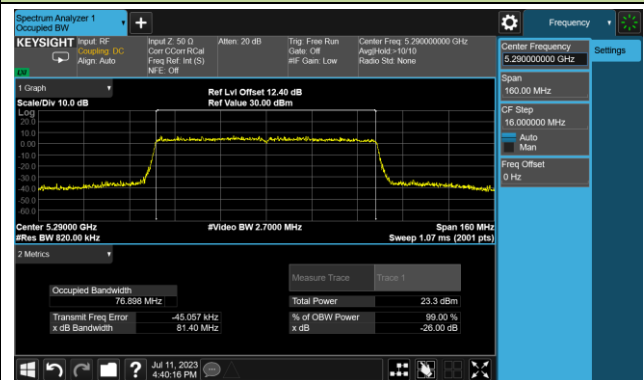 Spectrum Analyzer 1
Occupied BW
Frequency
KEYSIGHT
Input: RF
Coupling: DC
Align: Auto
Input Z: 50 Ω
Corr CCorr RCal
Freq Ref: Int (S)
NFE: Off
Atten: 20 dB
Trig: Free Run
Gate: Off
#IF Gain: Low
Center Freq: 5.290000000 GHz
Avg|Hold:>10/10
Radio Std: None
Center Frequency
5.290000000 GHz
Settings
Span
160.00 MHz
CF Step
16.000000 MHz
Auto
Man
Freq Offset
0 Hz
1 Graph
Ref Lvl Offset 12.40 dB
Scale/Div 10.0 dB
Ref Value 30.00 dBm
Log
20.0
10.0
0.00
-10.0
-20.0
-30.0
-40.0
-50.0
-60.0
Center 5.29000 GHz
#Video BW 2.7000 MHz
Span 160 MHz
#Res BW 820.00 kHz
Sweep 1.07 ms (2001 pts)
2 Metrics
Measure Trace
Trace 1
Occupied Bandwidth
76.898 MHz
Total Power
23.3 dBm
Transmit Freq Error
-45.057 kHz
% of OBW Power
99.00 %
x dB Bandwidth
81.40 MHz
x dB
-26.00 dB
Jul 11, 2023
4:40:16 PM